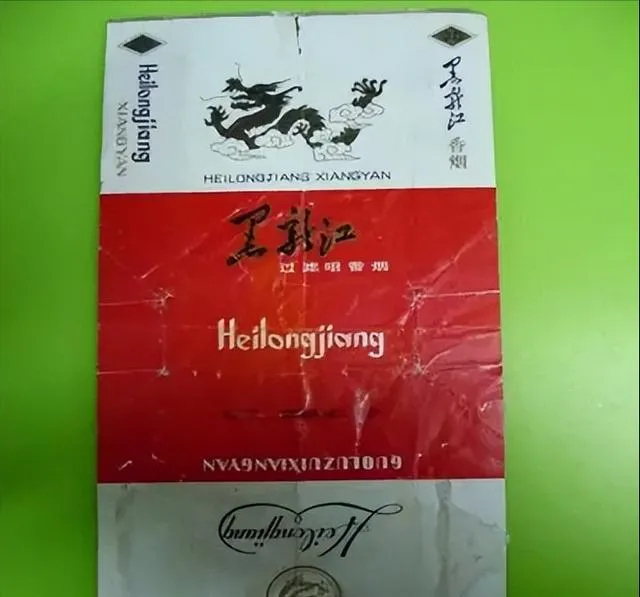 Heilongjiang
XIANGYAN
黑龙江
香烟
HEILONGJIANG XIANGYAN
黑龙江
过滤咀香烟
Heilongjiang
GUOLUZUIXIANGYAN
Heilongjiang